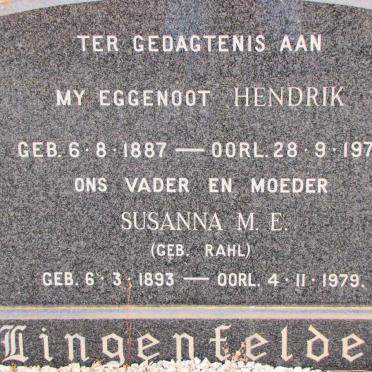 TER GEDAGTENIS AAN
MY EGGENOOT HENDRIK
GEB. 6·8·1887 — OORL. 28·9·197
ONS VADER EN MOEDER
SUSANNA M. E.
(GEB. RAHL)
GEB. 6·3·1893 — OORL. 4·11·1979.
Lingenfelde